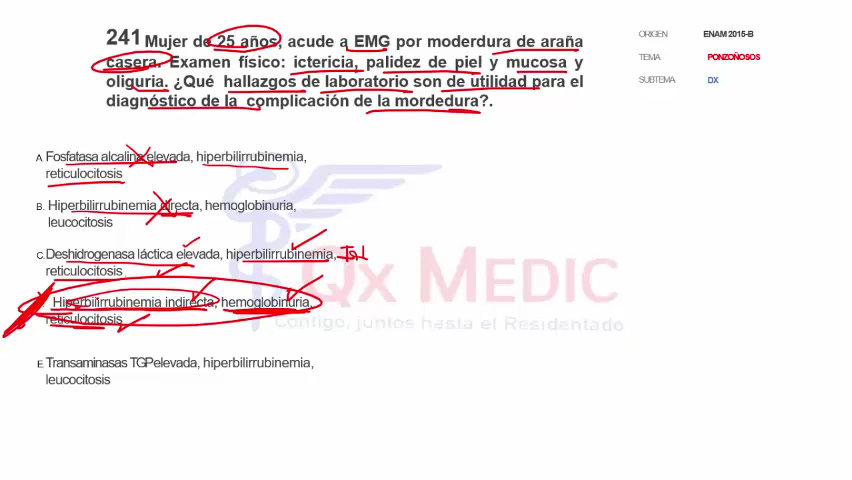 241 Mujer de 25 años, acude a EMG por moderdura de araña
casera. Examen físico: ictericia, palidez de piel y mucosa y
oliguria. ¿Qué hallazgos de laboratorio son de utilidad para el
diagnóstico de la complicación de la mordedura?.
ORIGEN ENAM 2015-B
TEMA PONZOÑOSOS
SUBTEMA DX
A. Fosfatasa alcalina elevada, hiperbilirrubinemia,
reticulocitosis
B. Hiperbilirrubinemia directa, hemoglobinuria,
leucocitosis
C. Deshidrogenasa láctica elevada, hiperbilirrubinemia,
reticulocitosis
Hiperbilirrubinemia indirecta, hemoglobinuria,
reticulocitosis
E. Transaminasas TGPelevada, hiperbilirrubinemia,
leucocitosis
Qx MEDIC
Contigo, juntos hasta el Residentado